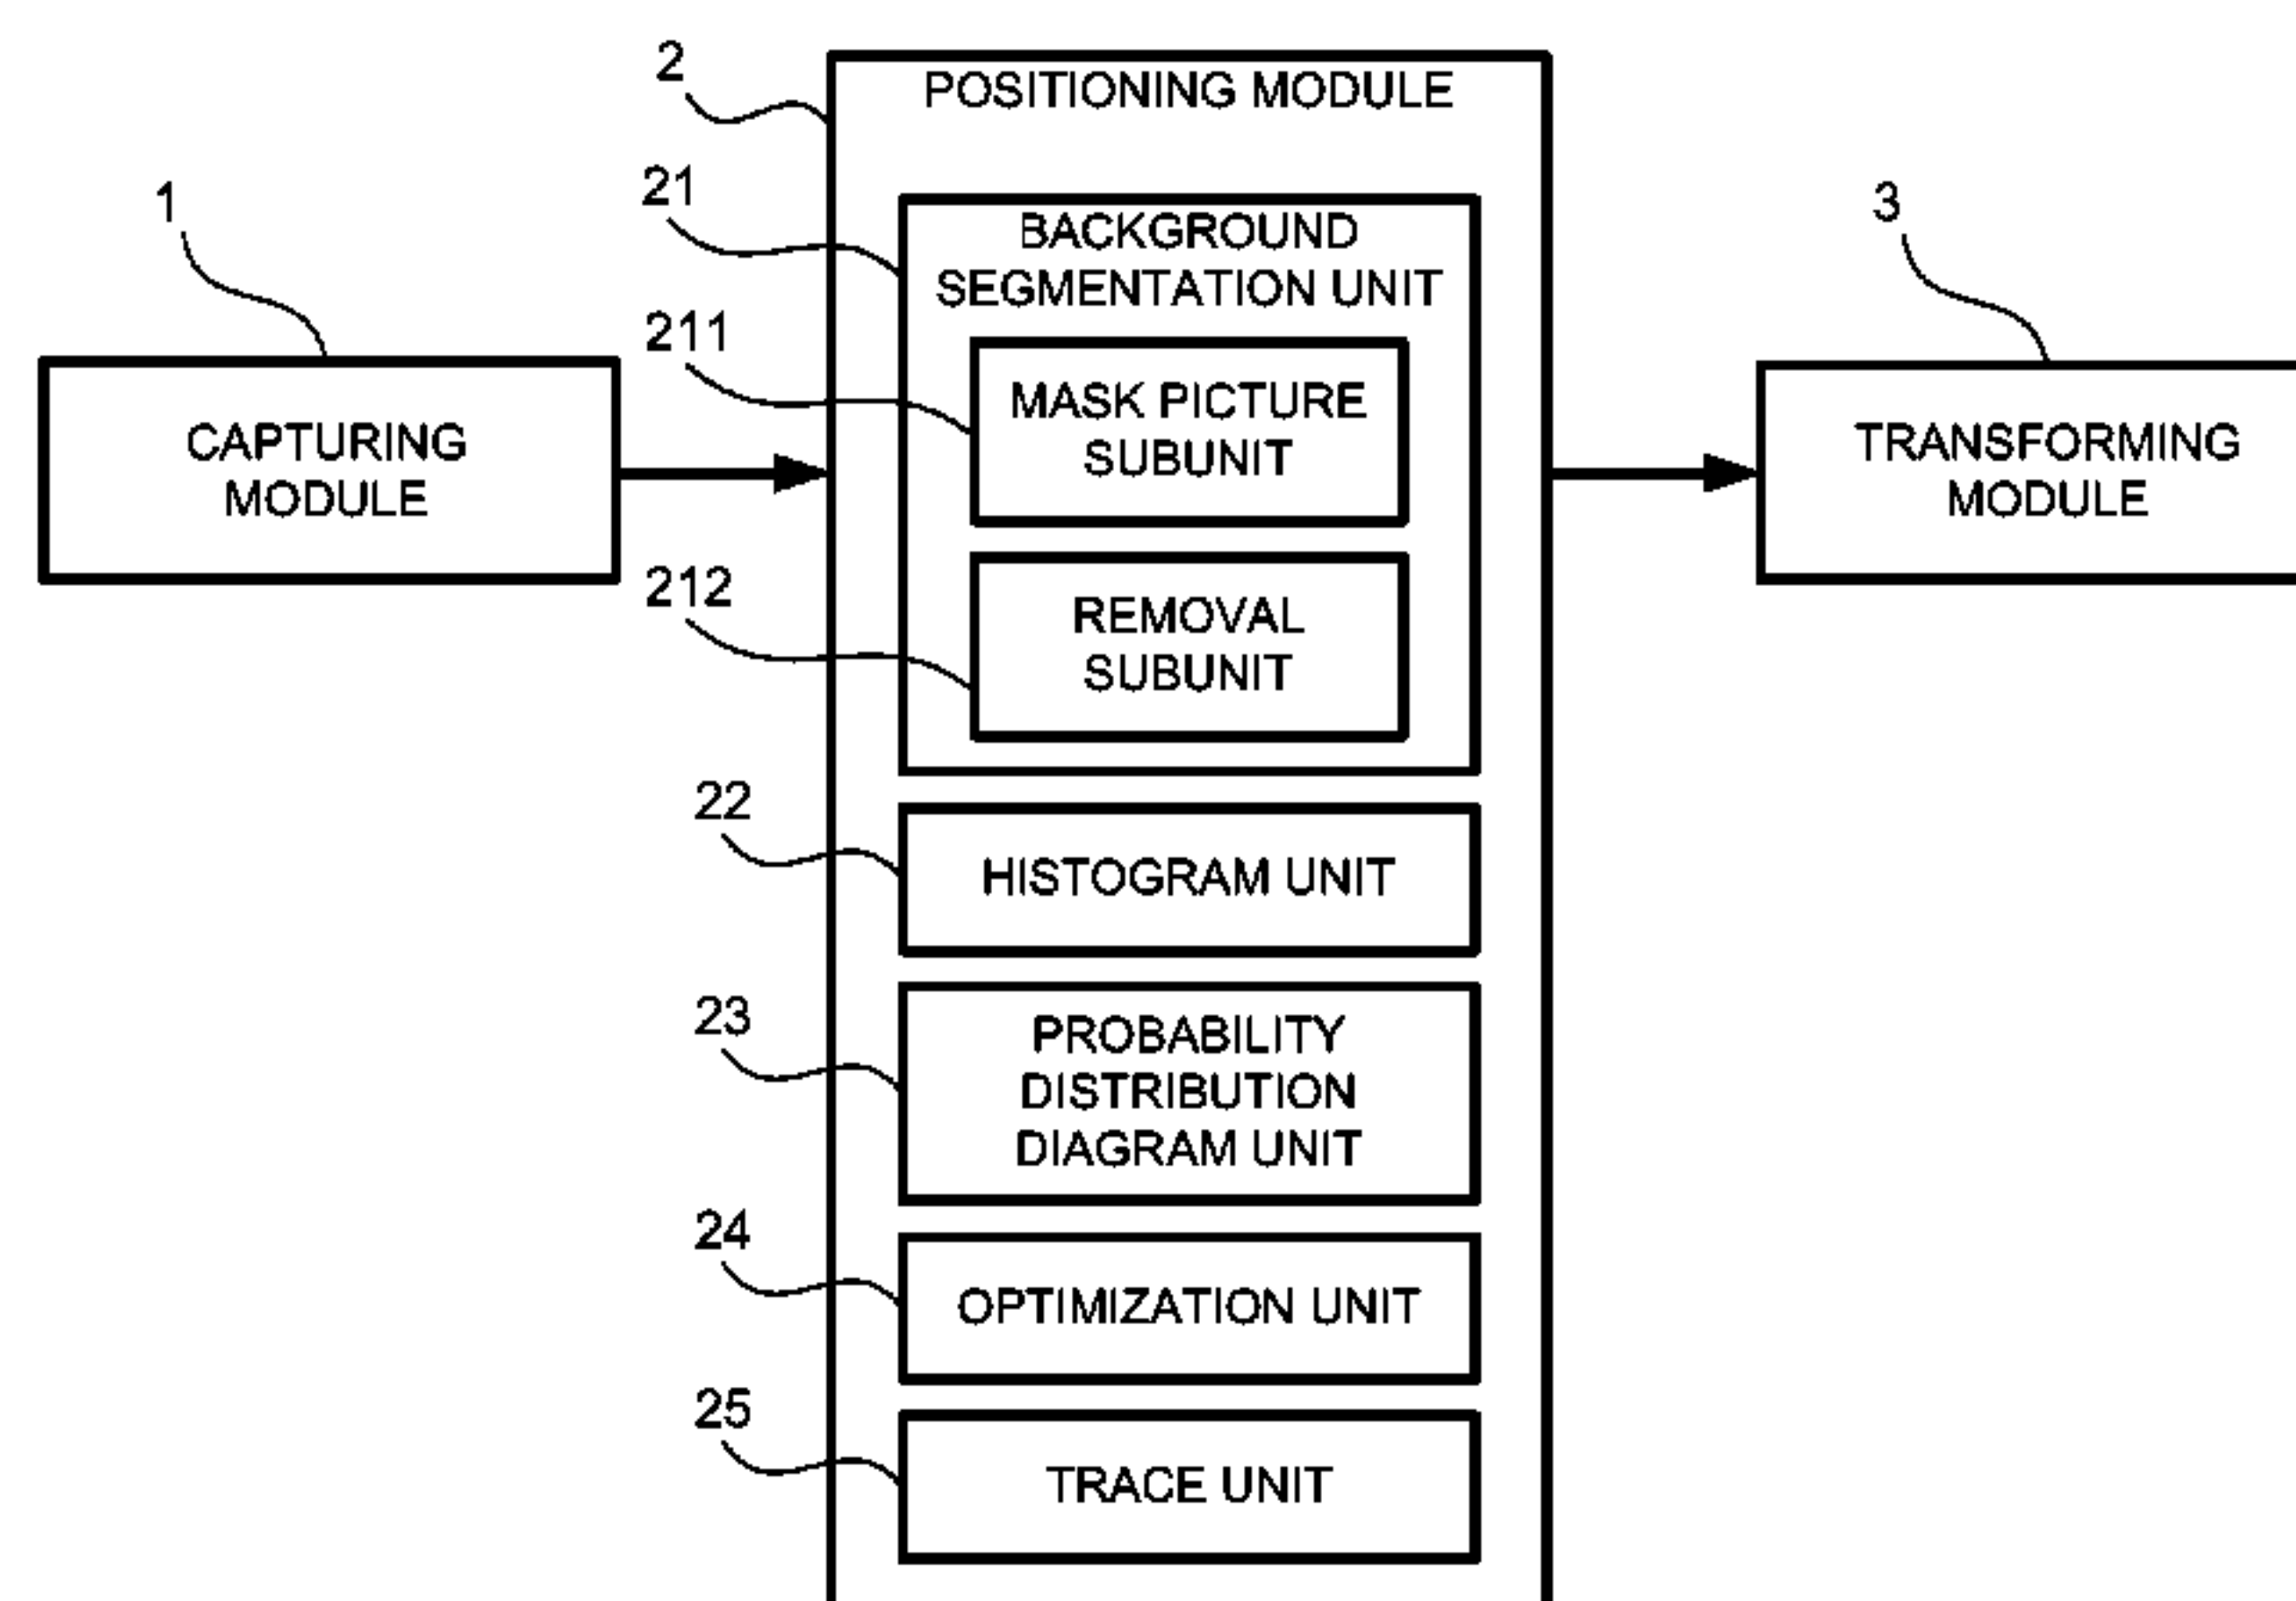 2
POSITIONING MODULE
1
21
3
BACKGROUND
SEGMENTATION UNIT
211
MASK PICTURE
SUBUNIT
CAPTURING
MODULE
TRANSFORMING
MODULE
212
REMOVAL
SUBUNIT
22
HISTOGRAM UNIT
23
PROBABILITY
DISTRIBUTION
DIAGRAM UNIT
24
OPTIMIZATION UNIT
25
TRACE UNIT